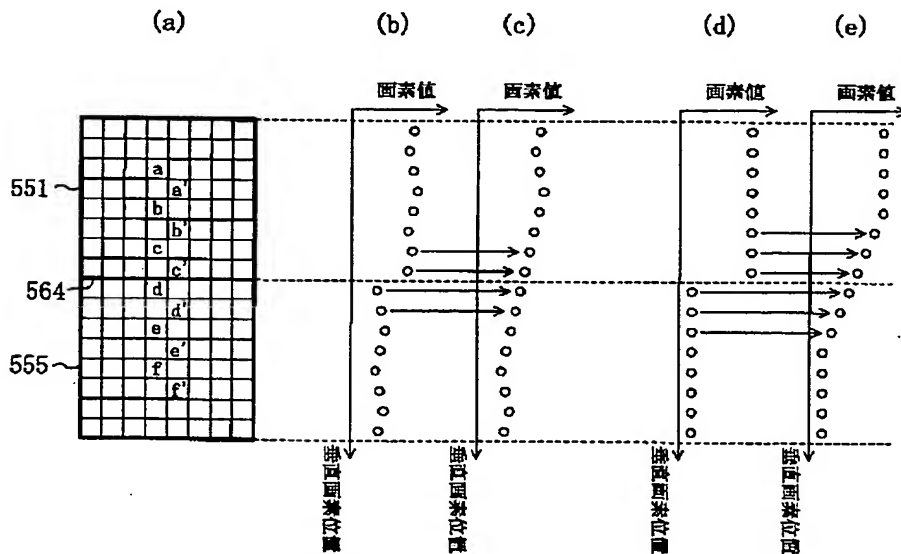 (a) (b) (c) (d) (e)
画素値 画素値 画素値 画素値
a
551
a'
b
b'
c
c'
564
d
d'
e
e'
555
f
f'
垂直画素位置 垂直画素位置 垂直画素位置 垂直画素位置